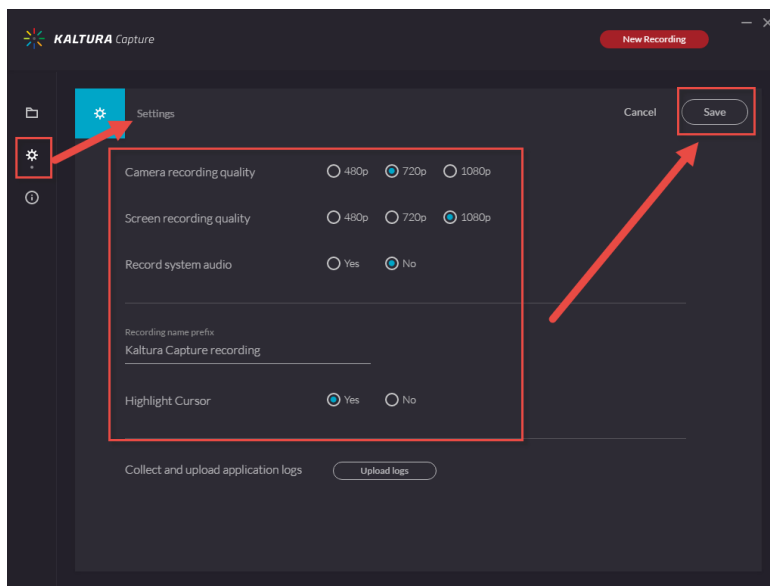 KALTURA Capture
New Recording
Settings
Cancel
Save
Camera recording quality 480p 720p 1080p
Screen recording quality 480p 720p 1080p
Record system audio Yes No
Recording name prefix
Kaltura Capture recording
Highlight Cursor Yes No
Collect and upload application logs Upload logs